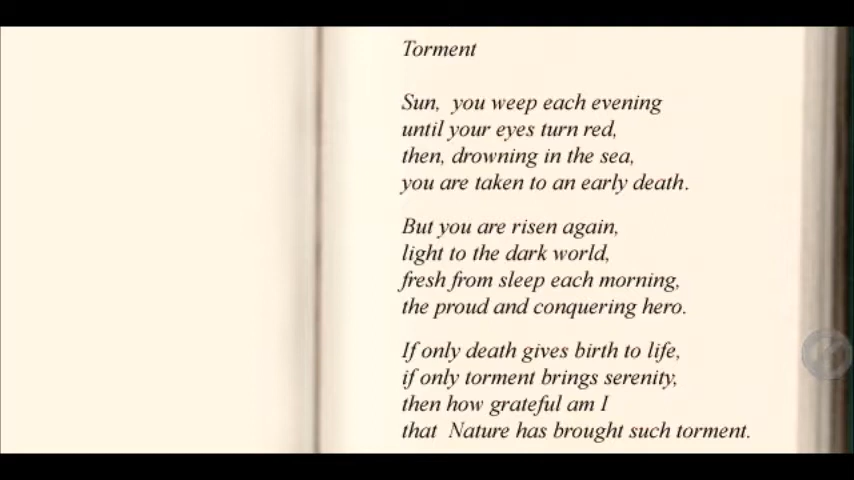 Torment
Sun,  you weep each evening
until your eyes turn red,
then, drowning in the sea,
you are taken to an early death.
But you are risen again,
light to the dark world,
fresh from sleep each morning,
the proud and conquering hero.
If only death gives birth to life,
if only torment brings serenity,
then how grateful am I
that  Nature has brought such torment.